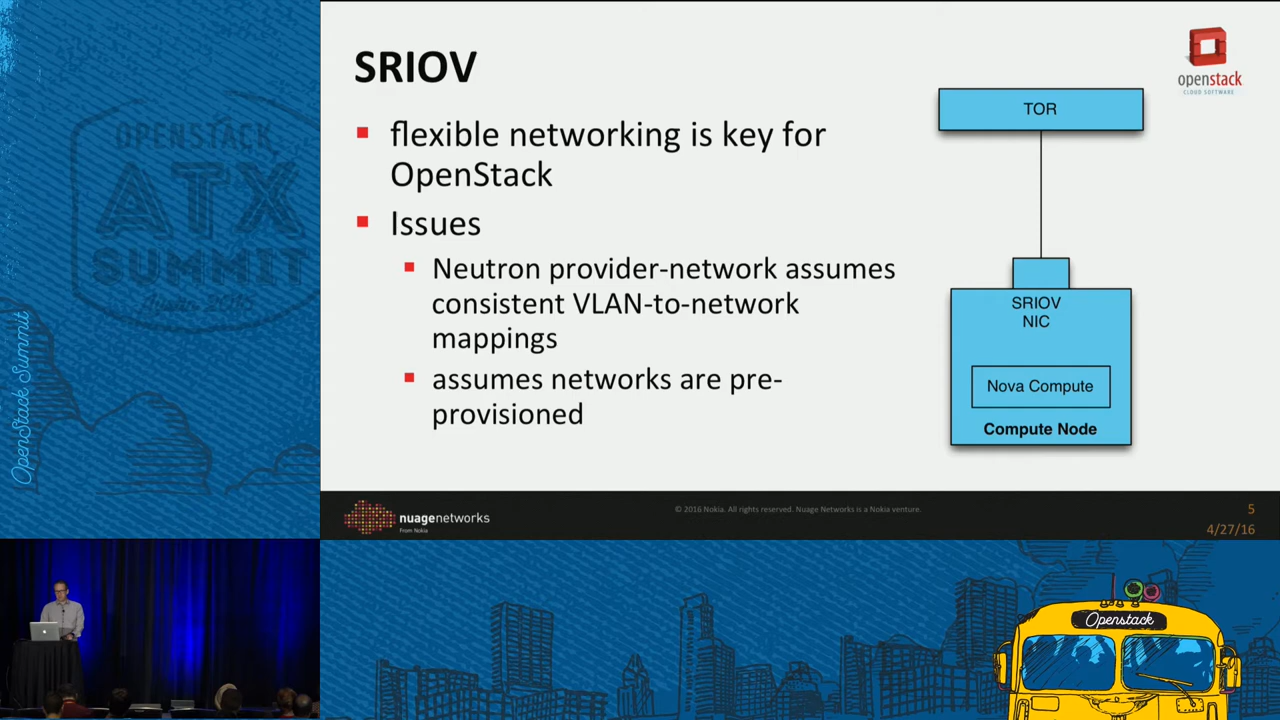 SRIOV
flexible networking is key for
OpenStack
Issues
Neutron provider-network assumes
consistent VLAN-to-network
mappings
assumes networks are pre-
provisioned
TOR
SRIOV
NIC
Nova Compute
Compute Node
openstack
CLOUD SOFTWARE
nuagenetworks
From Nokia
© 2016 Nokia. All rights reserved. Nuage Networks is a Nokia venture.
5
4/27/16
OPENSTACK
ATX
SUMMIT
Austin 2016
OpenStack Summit
Openstack